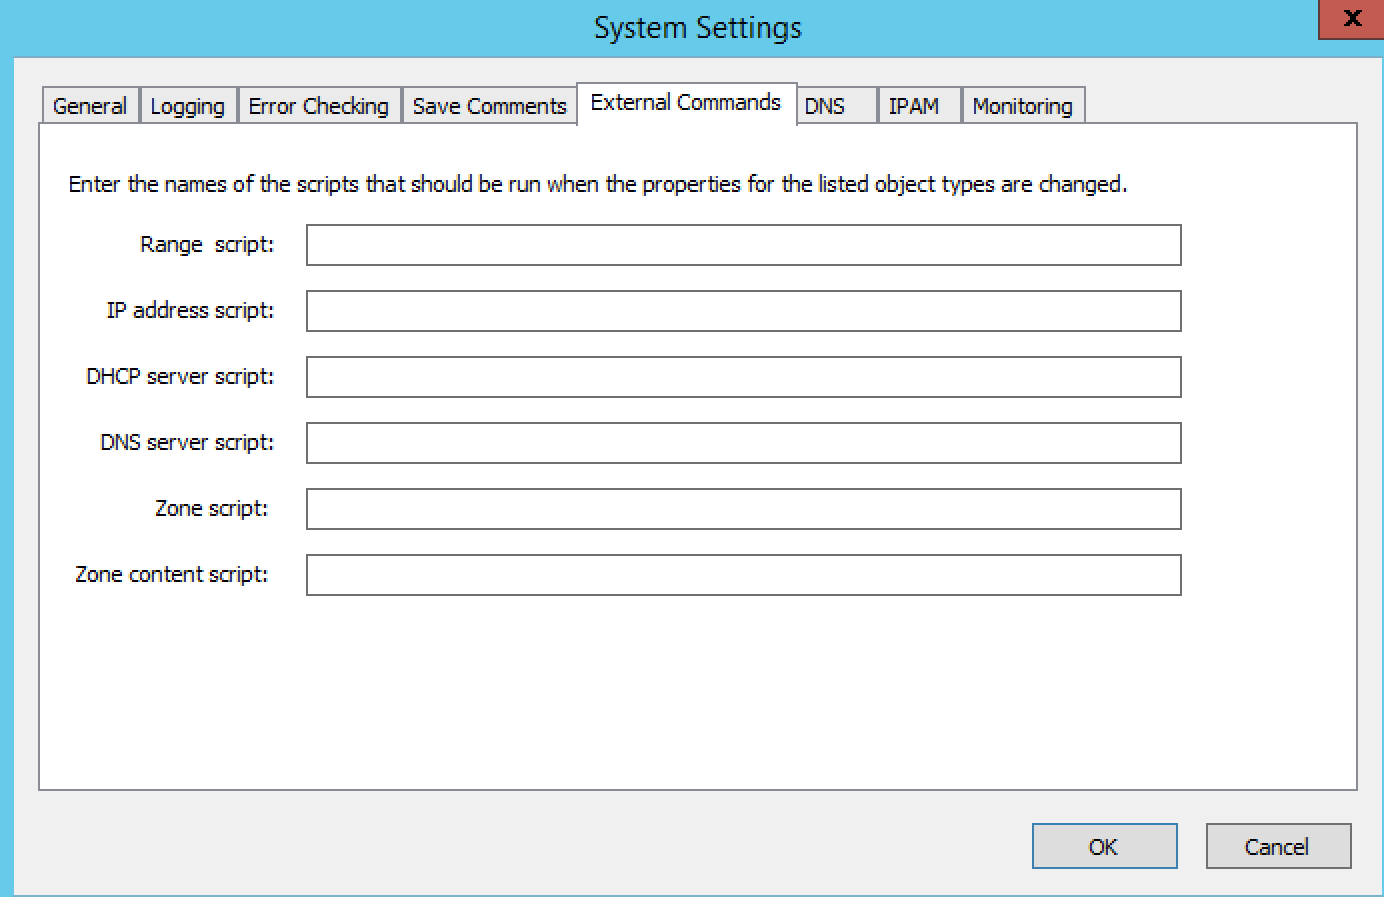 System Settings
x
General Logging Error Checking Save Comments External Commands DNS IPAM Monitoring
Enter the names of the scripts that should be run when the properties for the listed object types are changed.
Range  script:
IP address script:
DHCP server script:
DNS server script:
Zone script:
Zone content script:
OK Cancel